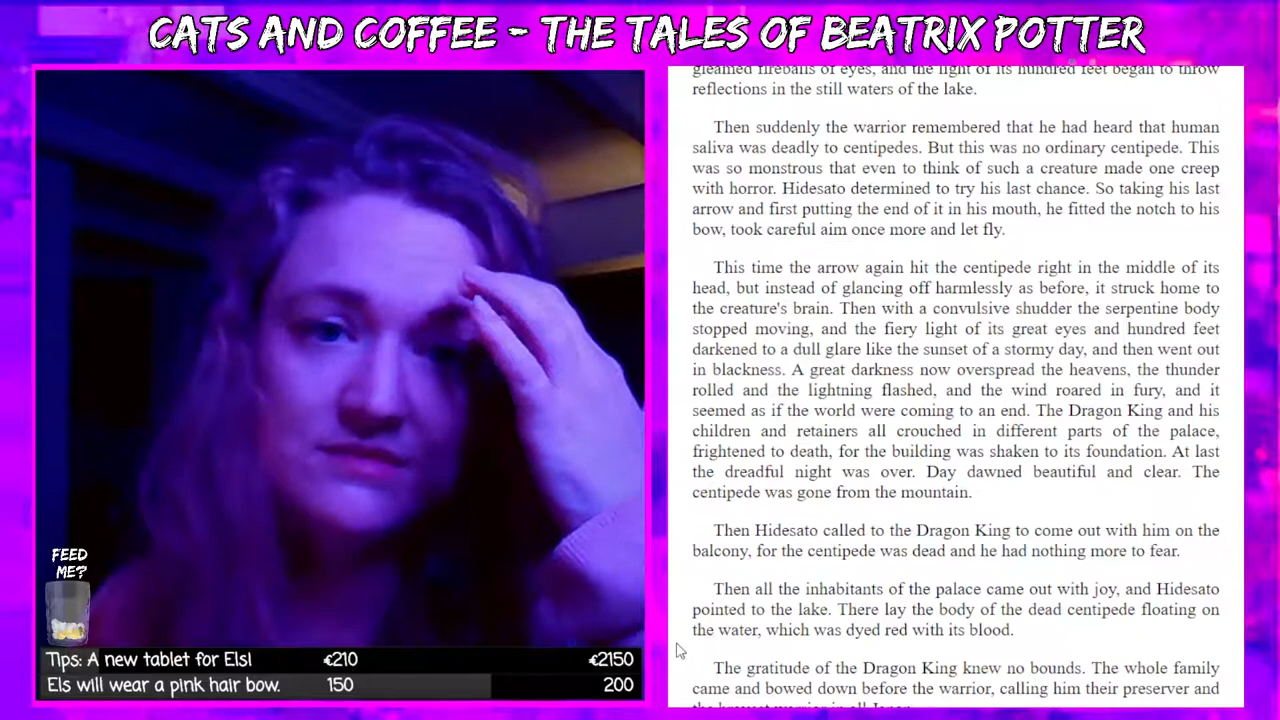 CATS AND COFFEE - THE TALES OF BEATRIX POTTER
gleamed fireballs of eyes, and the light of its hundred feet began to throw
reflections in the still waters of the lake.
Then suddenly the warrior remembered that he had heard that human
saliva was deadly to centipedes. But this was no ordinary centipede. This
was so monstrous that even to think of such a creature made one creep
with horror. Hidesato determined to try his last chance. So taking his last
arrow and first putting the end of it in his mouth, he fitted the notch to his
bow, took careful aim once more and let fly.
This time the arrow again hit the centipede right in the middle of its
head, but instead of glancing off harmlessly as before, it struck home to
the creature's brain. Then with a convulsive shudder the serpentine body
stopped moving, and the fiery light of its great eyes and hundred feet
darkened to a dull glare like the sunset of a stormy day, and then went out
in blackness. A great darkness now overspread the heavens, the thunder
rolled and the lightning flashed, and the wind roared in fury, and it
seemed as if the world were coming to an end. The Dragon King and his
children and retainers all crouched in different parts of the palace,
frightened to death, for the building was shaken to its foundation. At last
the dreadful night was over. Day dawned beautiful and clear. The
centipede was gone from the mountain.
Then Hidesato called to the Dragon King to come out with him on the
balcony, for the centipede was dead and he had nothing more to fear.
Then all the inhabitants of the palace came out with joy, and Hidesato
pointed to the lake. There lay the body of the dead centipede floating on
the water, which was dyed red with its blood.
The gratitude of the Dragon King knew no bounds. The whole family
came and bowed down before the warrior, calling him their preserver and
FEED
ME?
Tips: A new tablet for Els! €210 €2150
Els will wear a pink hair bow. 150 200